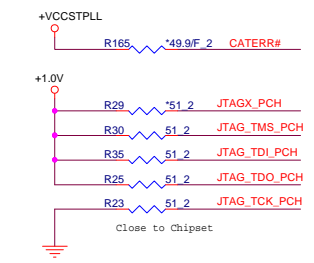 +VCCSTPLL
R165 *49.9/F_2 CATERR#
+1.0V
R29 *51_2 JTAGX_PCH
R30 51_2 JTAG_TMS_PCH
R35 51_2 JTAG_TDI_PCH
R25 51_2 JTAG_TDO_PCH
R23 51_2 JTAG_TCK_PCH
Close to Chipset